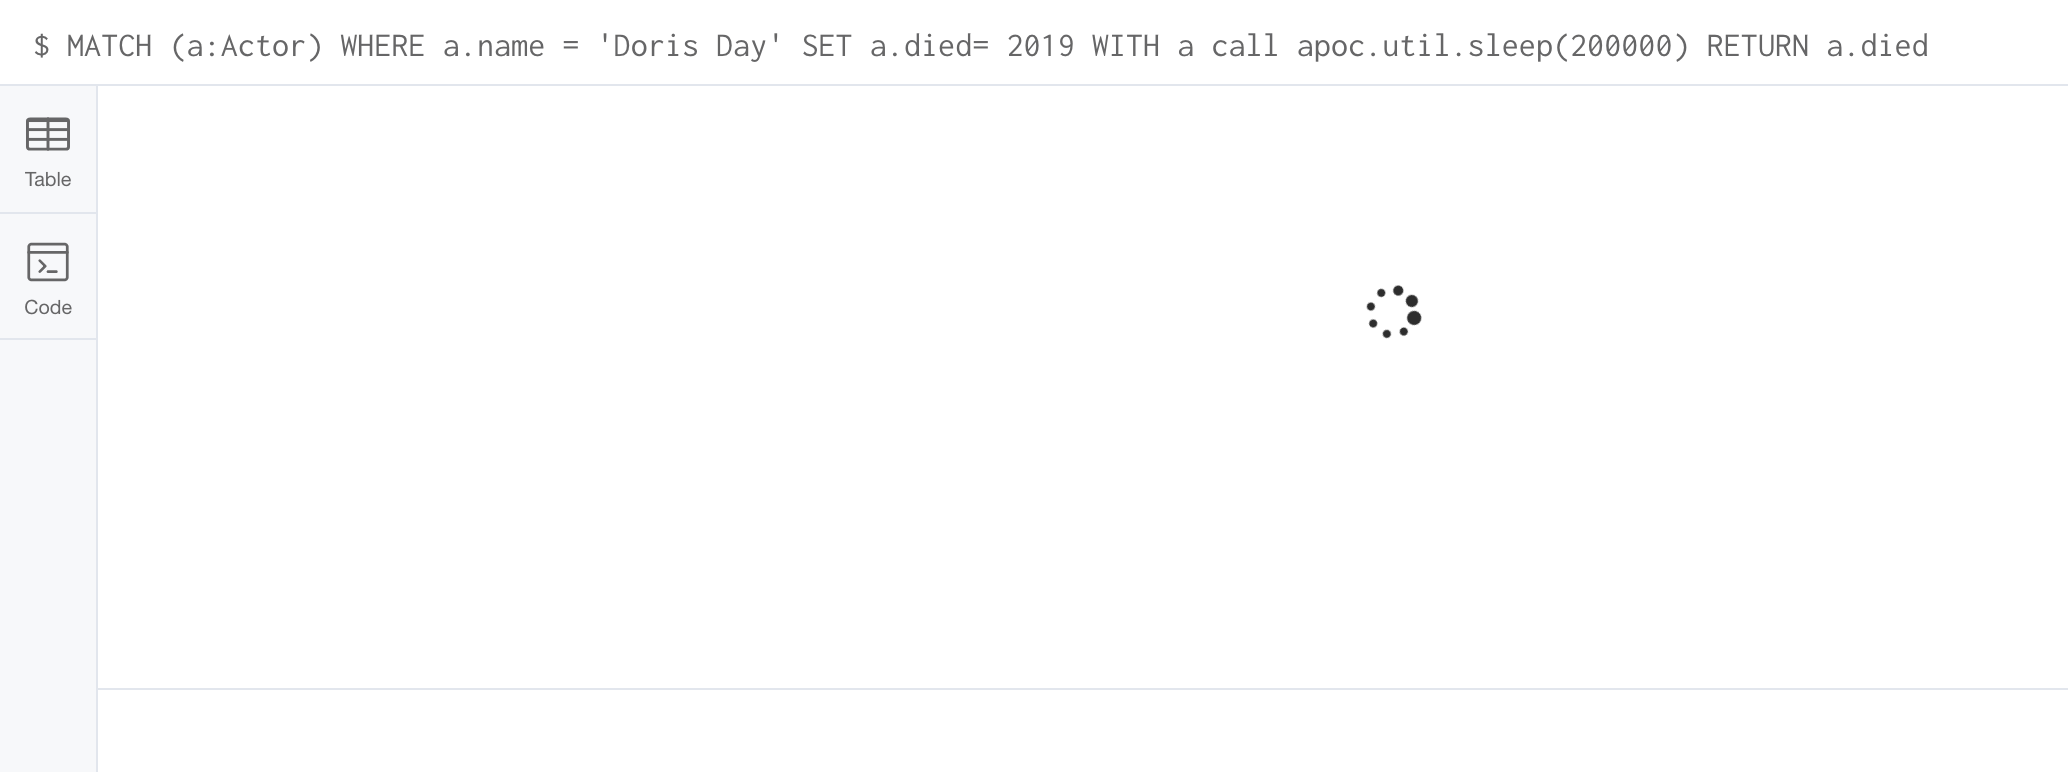 $ MATCH (a:Actor) WHERE a.name = 'Doris Day' SET a.died= 2019 WITH a call apoc.util.sleep(200000) RETURN a.died
Table
Code